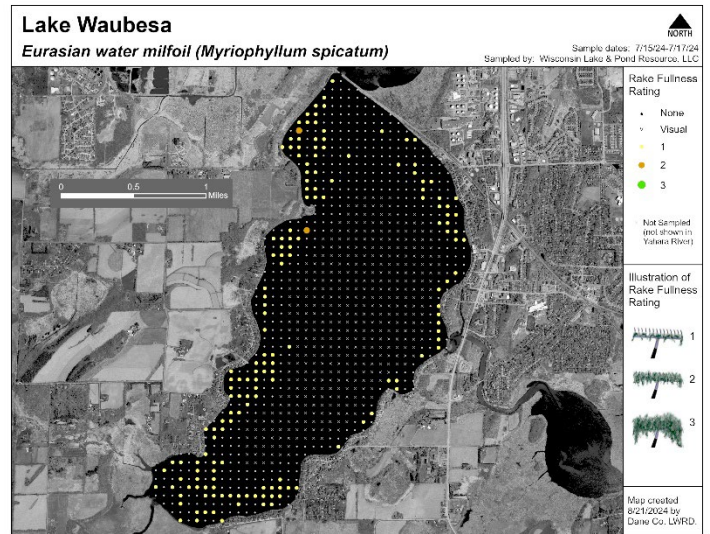 Lake Waubesa
Eurasian water milfoil (Myriophyllum spicatum)
NORTH
Sample dates: 7/15/24-7/17/24
Sampled by: Wisconsin Lake & Pond Resource, LLC
0
0.5
1
Miles
Rake Fullness
Rating
None
Visual
1
2
3
Not Sampled
(not shown in
Yahara River)
Illustration of
Rake Fullness
Rating
1
2
3
Map created
8/21/2024 by
Dane Co. LWRD.